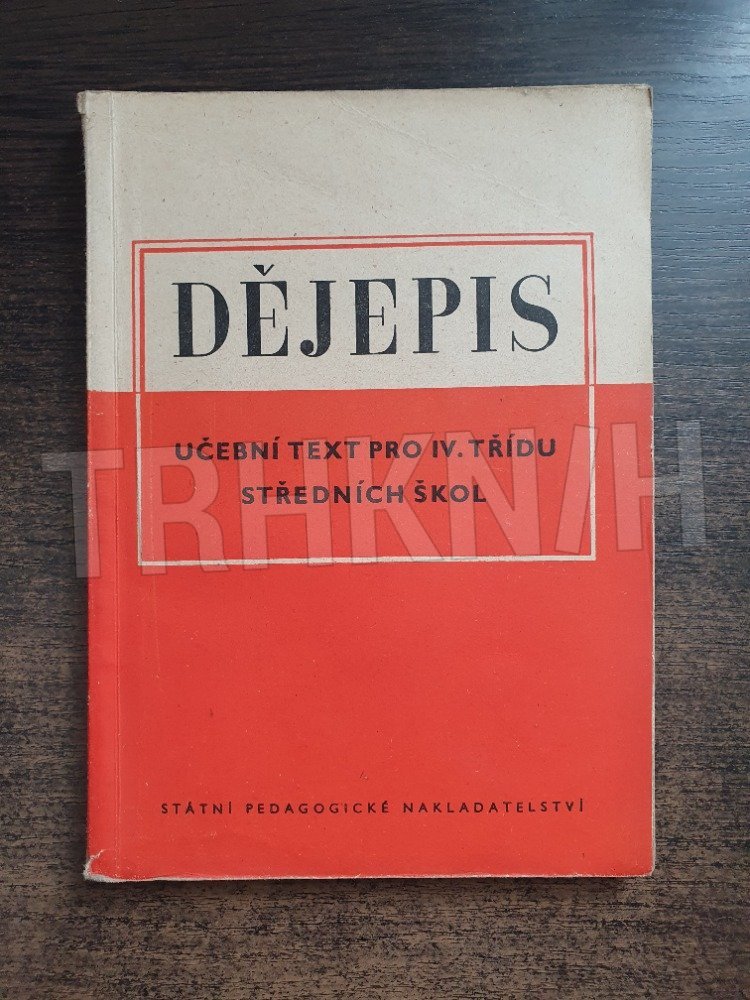 DĚJEPIS
UČEBNÍ TEXT PRO IV. TŘÍDU
STŘEDNÍCH ŠKOL
TRHKNIH
STÁTNÍ PEDAGOGICKÉ NAKLADATELSTVÍ